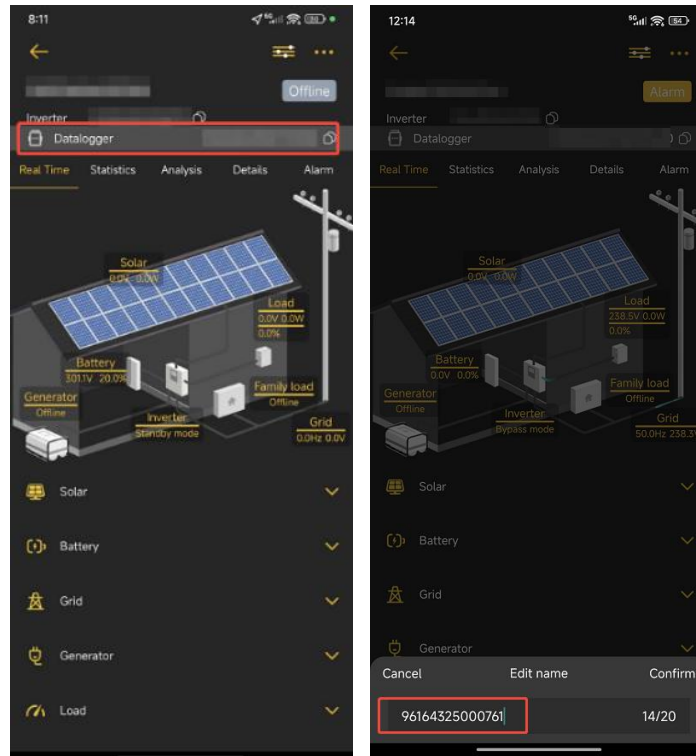 8:11
5G
Offline
Inverter
Datalogger
Real Time Statistics Analysis Details Alarm
Solar
0.0V 0.0W
Load
0.0V 0.0W
0.0%
Battery
301.1V 20.0%
Generator
Offline
Family load
Offline
Inverter
Standby mode
Grid
0.0Hz 0.0V
Solar
Battery
Grid
Generator
Load
12:14
5G 54
Alarm
Inverter
Datalogger
Real Time Statistics Analysis Details Alarm
Solar
0.0V 0.0W
Load
238.5V 0.0W
0.0%
Battery
0.0V 0.0%
Generator
Offline
Family load
Offline
Inverter
Bypass mode
Grid
50.0Hz 238.3
Solar
Battery
Grid
Generator
Cancel Edit name Confirm
96164325000761 14/20